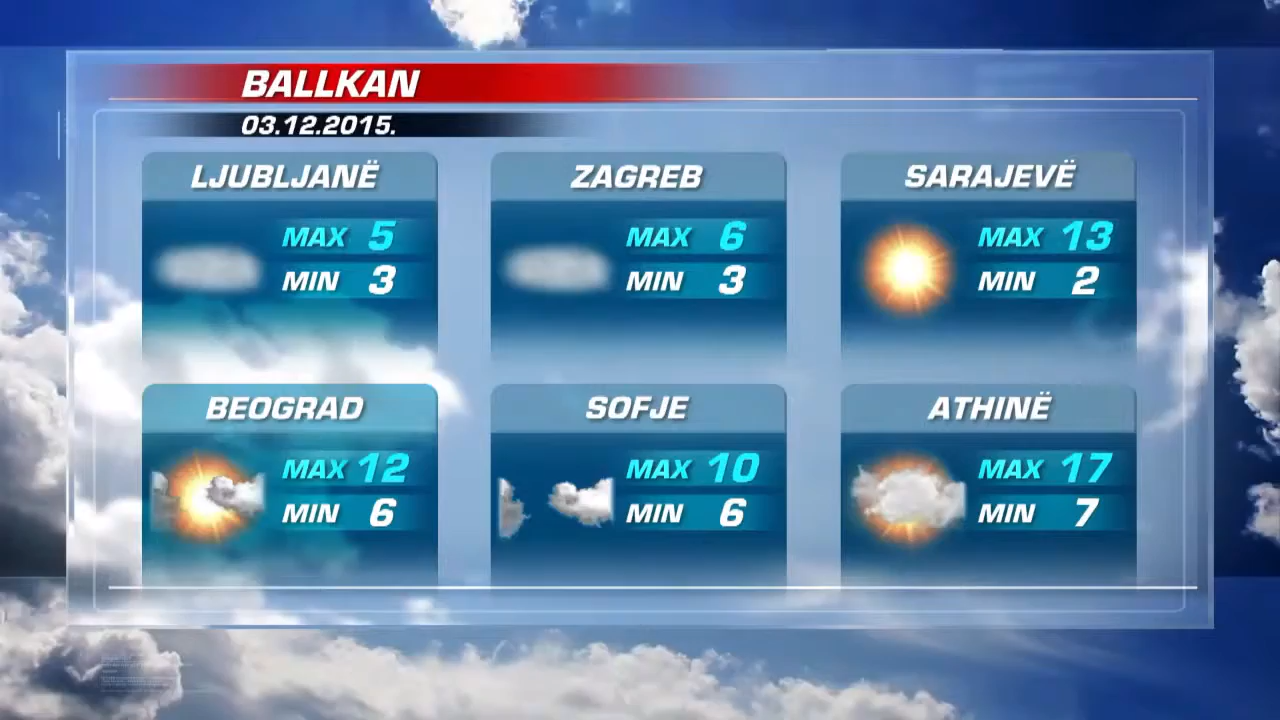 BALLKAN
03.12.2015.
LJUBLJANË
MAX 5
MIN 3
ZAGREB
MAX 6
MIN 3
SARAJEVË
MAX 13
MIN 2
BEOGRAD
MAX 12
MIN 6
SOFJE
MAX 10
MIN 6
ATHINË
MAX 17
MIN 7